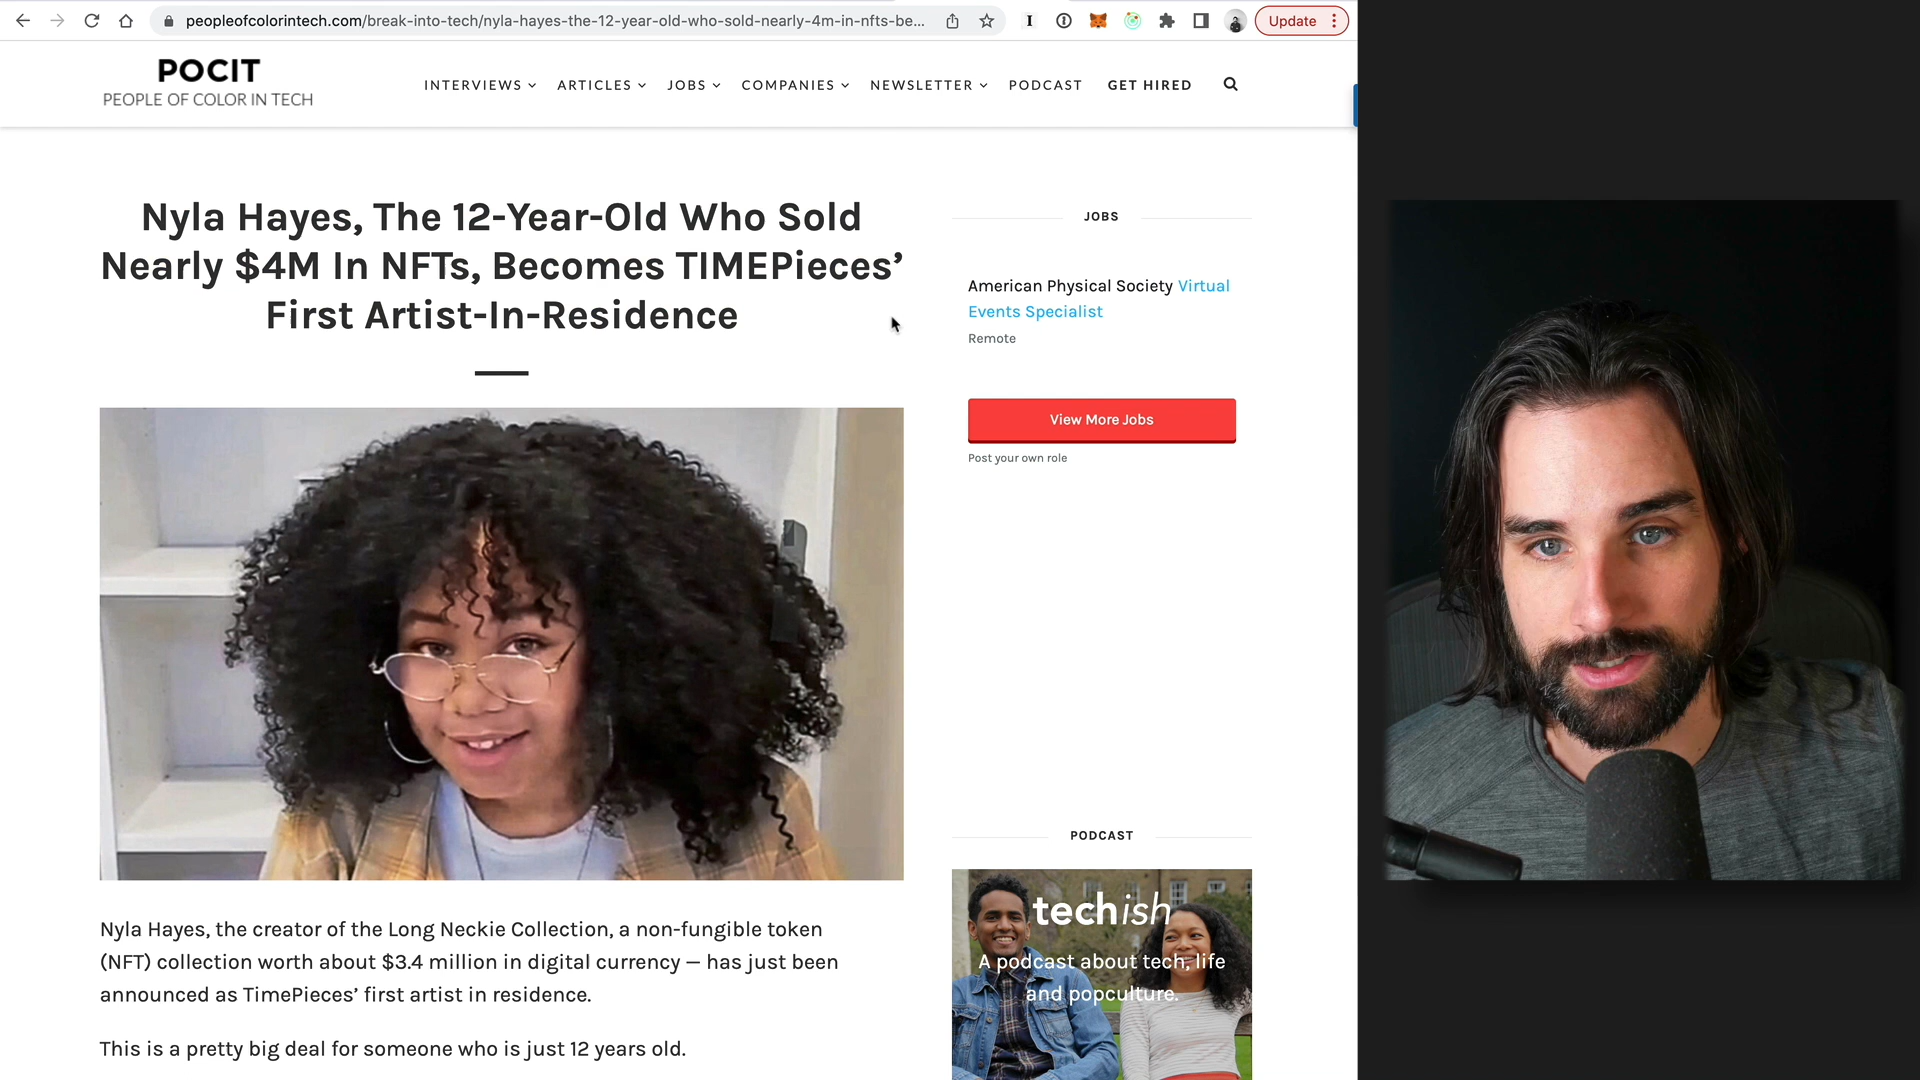 peopleofcolorintech.com/break-into-tech/nyla-hayes-the-12-year-old-who-sold-nearly-4m-in-nfts-be...
Update
POCIT
PEOPLE OF COLOR IN TECH
INTERVIEWS
ARTICLES
JOBS
COMPANIES
NEWSLETTER
PODCAST
GET HIRED
Nyla Hayes, The 12-Year-Old Who Sold
Nearly $4M In NFTs, Becomes TIMEPieces’
First Artist-In-Residence
Nyla Hayes, the creator of the Long Neckie Collection, a non-fungible token
(NFT) collection worth about $3.4 million in digital currency — has just been
announced as TimePieces’ first artist in residence.
This is a pretty big deal for someone who is just 12 years old.
JOBS
American Physical Society Virtual
Events Specialist
Remote
View More Jobs
Post your own role
PODCAST
techish
A podcast about tech, life
and popculture.